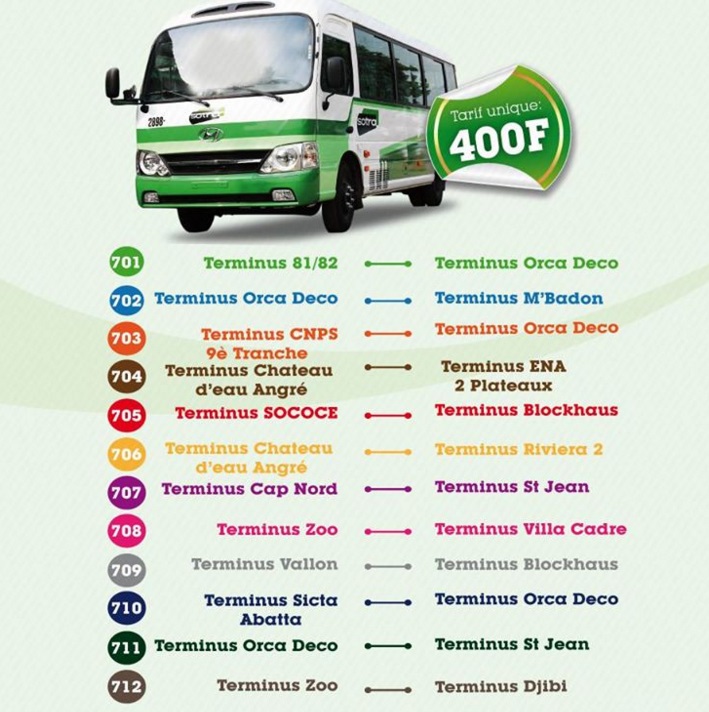 2898-
sotra
sotra
Tarif unique:
400F
701 Terminus 81/82 Terminus Orca Deco
702 Terminus Orca Deco Terminus M'Badon
703 Terminus CNPS
9è Tranche Terminus Orca Deco
704 Terminus Chateau
d'eau Angré Terminus ENA
2 Plateaux
705 Terminus SOCOCE Terminus Blockhaus
706 Terminus Chateau
d'eau Angré Terminus Riviera 2
707 Terminus Cap Nord Terminus St Jean
708 Terminus Zoo Terminus Villa Cadre
709 Terminus Vallon Terminus Blockhaus
710 Terminus Sicta
Abatta Terminus Orca Deco
711 Terminus Orca Deco Terminus St Jean
712 Terminus Zoo Terminus Djibi